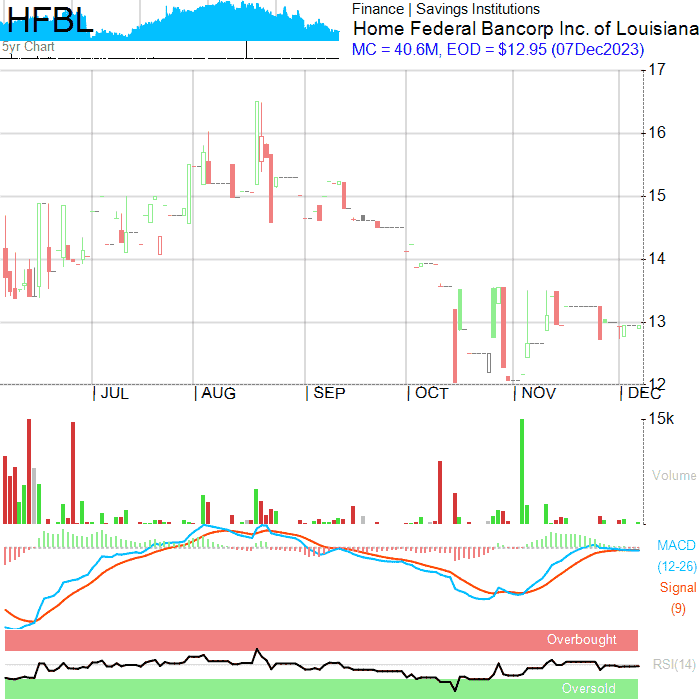 HFBL
Finance | Savings Institutions
Home Federal Bancorp Inc. of Louisiana
MC = 40.6M, EOD = $12.95 (07Dec2023)
5yr Chart
17
16
15
14
13
12
JUL AUG SEP OCT NOV DEC
15k
Volume
MACD
(12-26)
Signal
(9)
Overbought
RSI(14)
Oversold